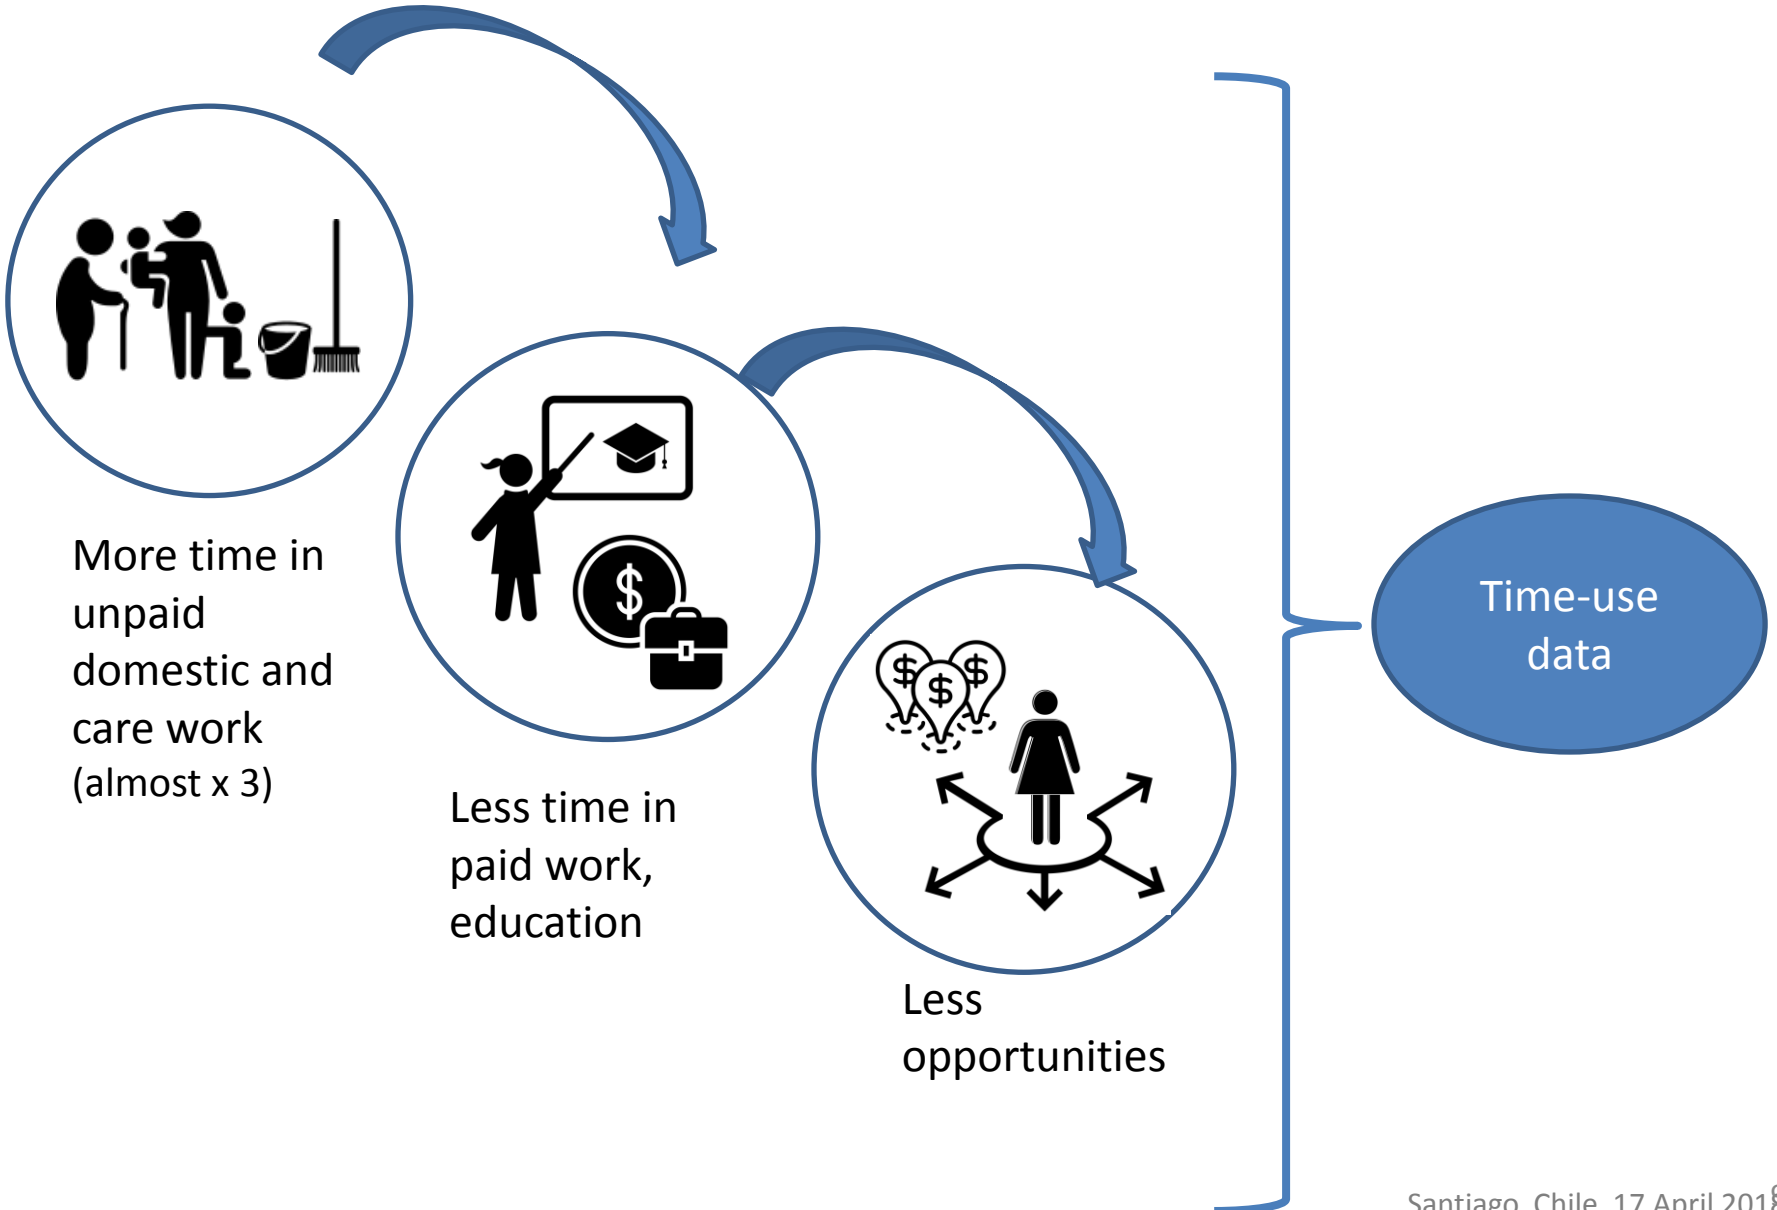 More time in
unpaid
domestic and
care work
(almost x 3)
$
Less time in
paid work,
education
$
$
$
Less
opportunities
Time-use
data
Santiago, Chile, 17 April